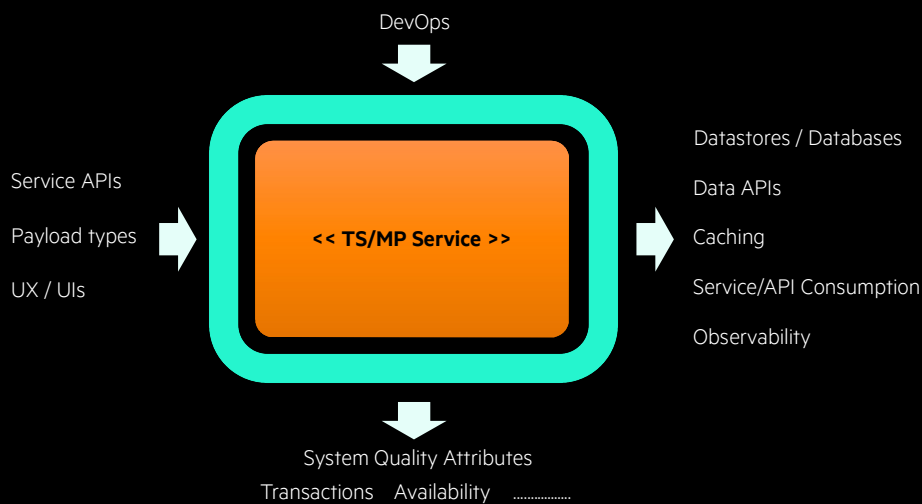 DevOps
Service APIs
Payload types
UX / UIs
<< TS/MP Service >>
Datastores / Databases
Data APIs
Caching
Service/API Consumption
Observability
System Quality Attributes
Transactions Availability .................